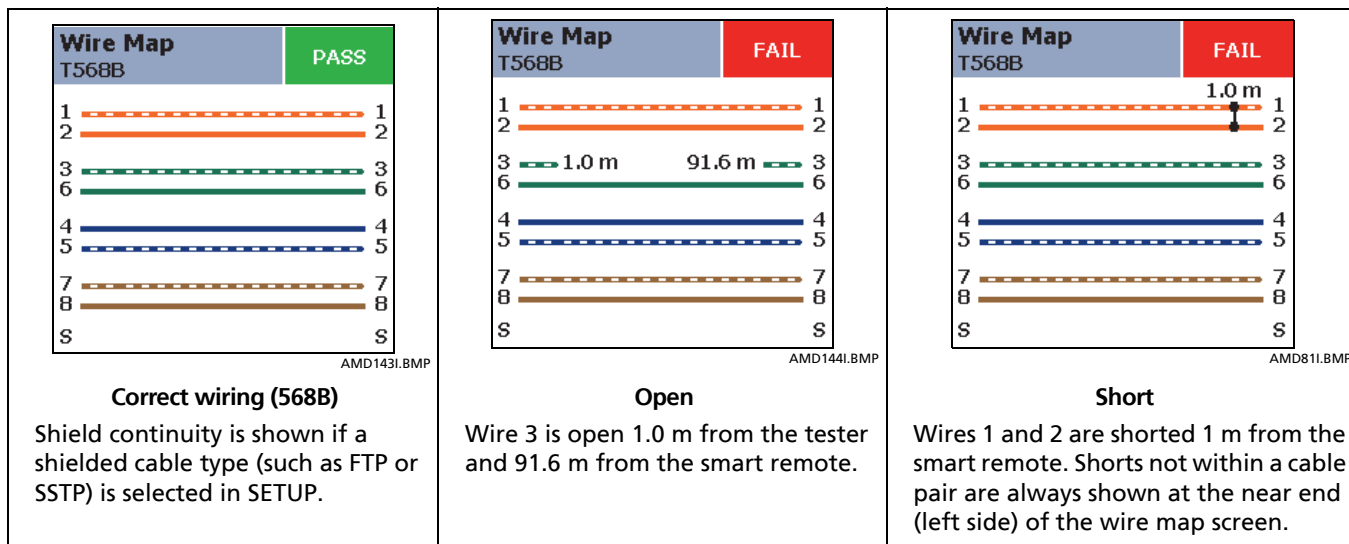 Wire Map
T568B
PASS
1 1
2 2
3 3
6 6
4 4
5 5
7 7
8 8
S S
AMD143I.BMP
Correct wiring (568B)
Shield continuity is shown if a
shielded cable type (such as FTP or
SSTP) is selected in SETUP.
Wire Map
T568B
FAIL
1 1
2 2
3 1.0 m 91.6 m 3
6 6
4 4
5 5
7 7
8 8
S S
AMD144I.BMP
Open
Wire 3 is open 1.0 m from the tester
and 91.6 m from the smart remote.
Wire Map
T568B
FAIL
1.0 m
1 1
2 2
3 3
6 6
4 4
5 5
7 7
8 8
S S
AMD81I.BMP
Short
Wires 1 and 2 are shorted 1 m from the
smart remote. Shorts not within a cable
pair are always shown at the near end
(left side) of the wire map screen.